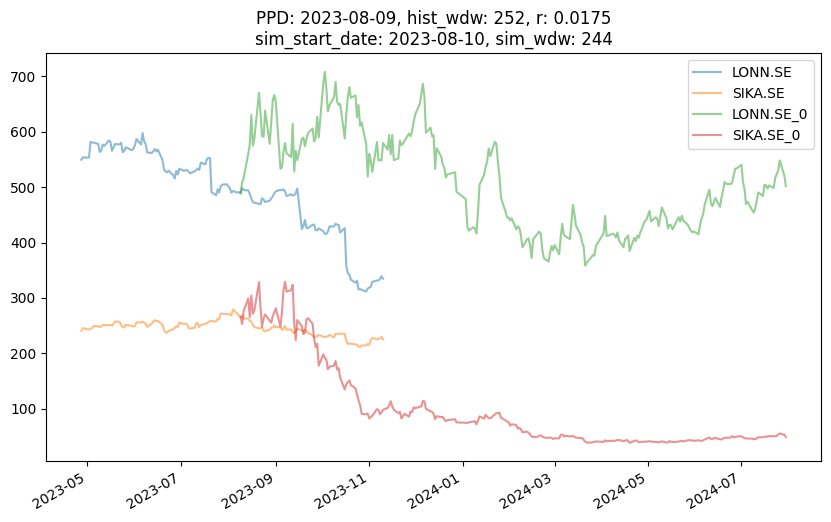 PPD: 2023-08-09, hist_wdw: 252, r: 0.0175
sim_start_date: 2023-08-10, sim_wdw: 244
LONN.SE
SIKA.SE
LONN.SE_0
SIKA.SE_0
700
600
500
400
300
200
100
2023-05
2023-07
2023-09
2023-11
2024-01
2024-03
2024-05
2024-07